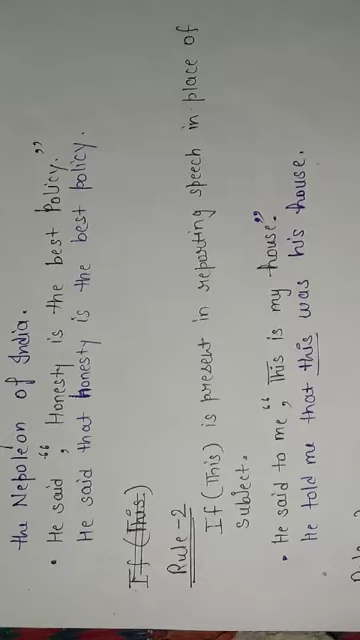 the Nepoleon of India.
• He said, "Honesty is the best Policy."
He said that honesty is the best policy.
If (This)
Rule-2
If (This) is present in reporting speech in place of
subject.
• He said to me, "This is my house."
He told me that this was his house.